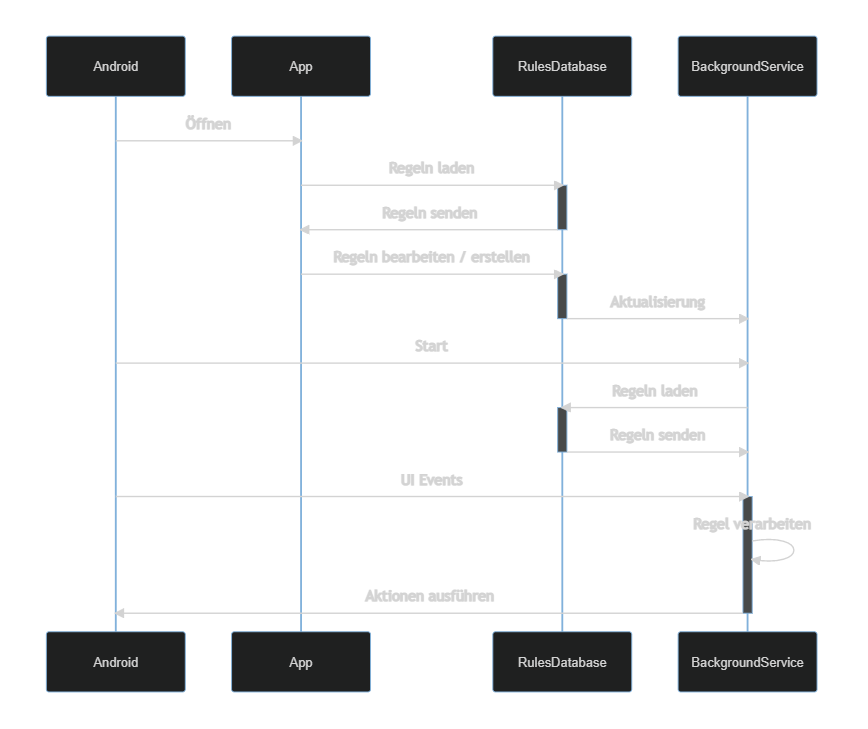 Android
App
RulesDatabase
BackgroundService
Öffnen
Regeln laden
Regeln senden
Regeln bearbeiten / erstellen
Aktualisierung
Start
Regeln laden
Regeln senden
UI Events
Regel verarbeiten
Aktionen ausführen
Android
App
RulesDatabase
BackgroundService